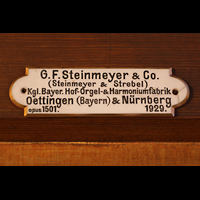 G.F. Steinmeyer & Co.
(Steinmeyer & Strebel)
Kgl. Bayer. Hof-Orgel-& Harmoniumfabrik
Oettingen (Bayern) & Nürnberg
opus 1501. 1929.